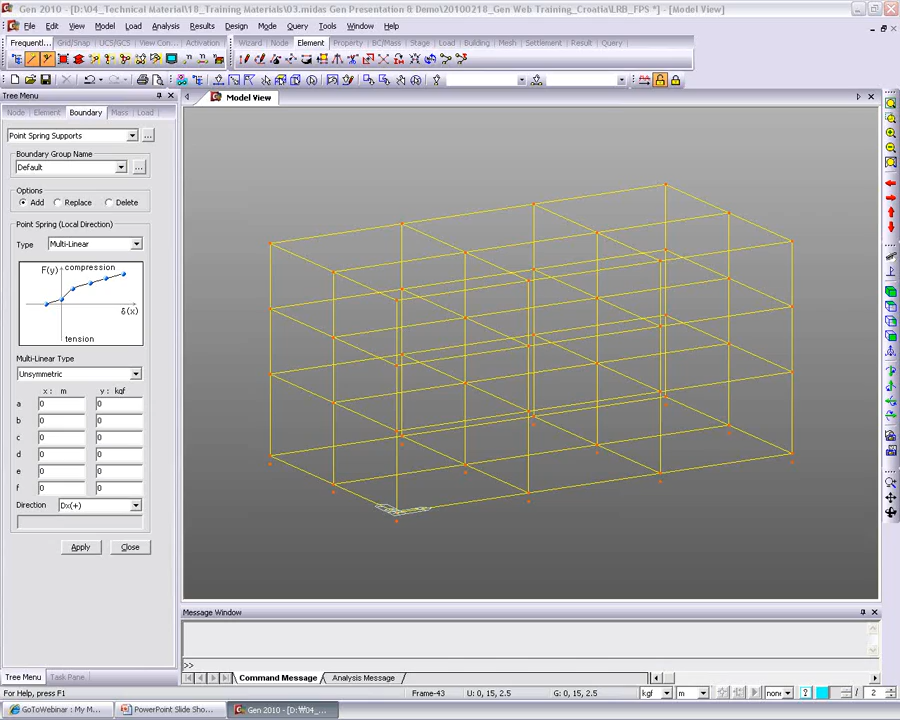 Gen 2010 - [D:\04_Technical Material\18_Training Materials\03.midas Gen Presentation & Demo\20100218_Gen Web Training_Croatia\LRB_FPS *] - [Model View]
File Edit View Model Load Analysis Results Design Mode Query Tools Window Help
Frequentl... Grid/Snap UCS/GCS View Con... Activation Wizard Node Element Property BC/Mass Stage Load Building Mesh Settlement Result Query
Tree Menu
Model View
Node Element Boundary Mass Load
Point Spring Supports
Boundary Group Name
Default
Options
Add Replace Delete
Point Spring (Local Direction)
Type Multi-Linear
F(y) compression
δ(x)
tension
Multi-Linear Type
Unsymmetric
x : m y : kgf
a 0 0
b 0 0
c 0 0
d 0 0
e 0 0
f 0 0
Direction Dx(+)
Apply Close
Message Window
>>
Tree Menu Task Pane
Command Message Analysis Message
For Help, press F1 Frame-43 U: 0, 15, 2.5 G: 0, 15, 2.5 kgf m none ? / 2
GoToWebinar : My M... PowerPoint Slide Sho... Gen 2010 - [D:₩04_...